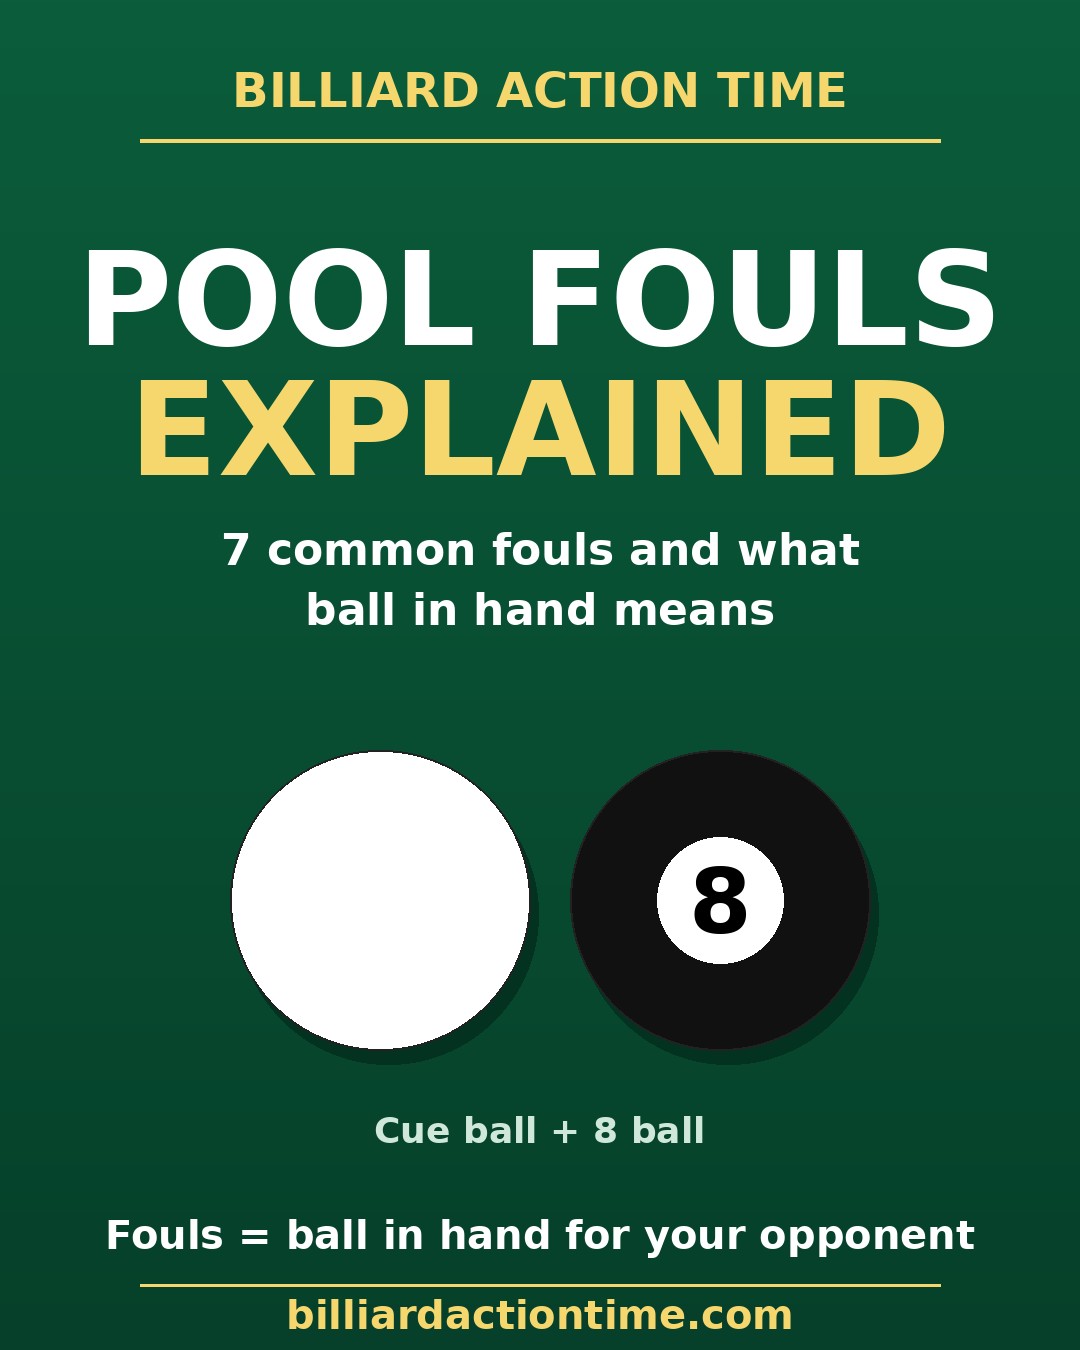 BILLIARD ACTION TIME
POOL FOULS
EXPLAINED
7 common fouls and what
ball in hand means
8
Cue ball + 8 ball
Fouls = ball in hand for your opponent
billiardactiontime.com